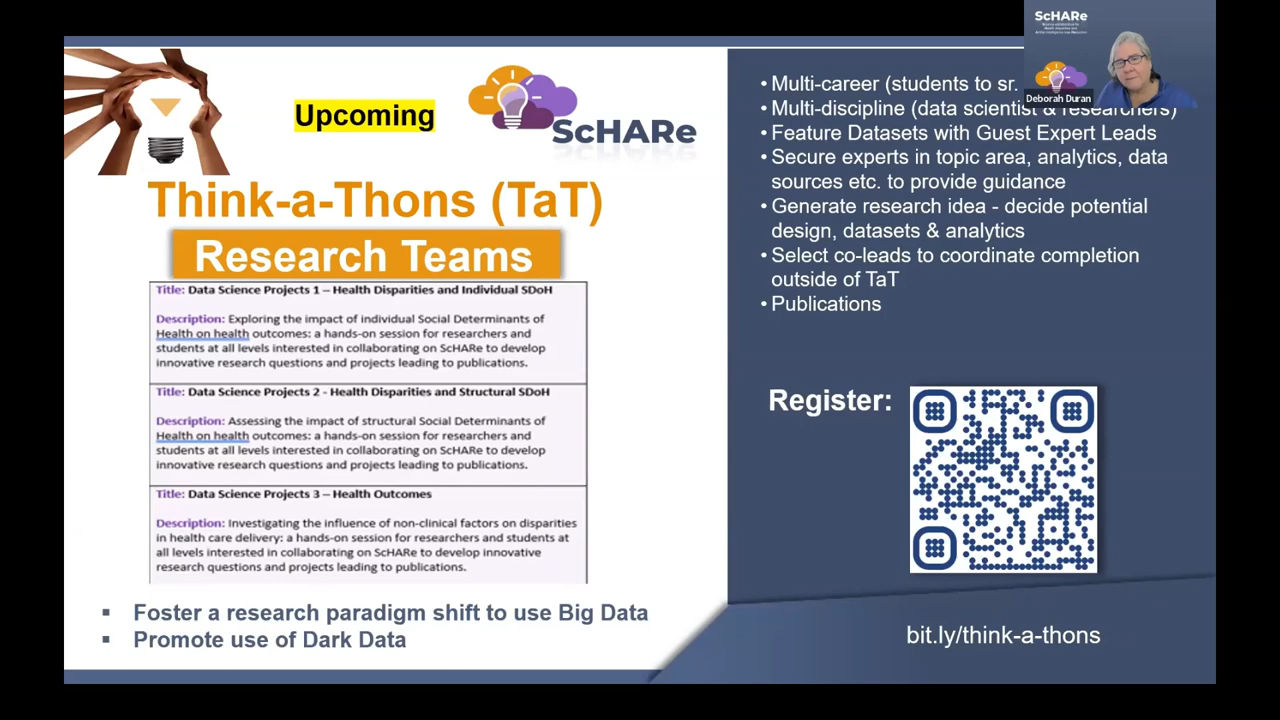 Upcoming
ScHARe
Think-a-Thons (TaT)
Research Teams
Title: Data Science Projects 1 – Health Disparities and Individual SDoH
Description: Exploring the impact of individual Social Determinants of
Health on health outcomes: a hands-on session for researchers and
students at all levels interested in collaborating on ScHARe to develop
innovative research questions and projects leading to publications.
Title: Data Science Projects 2 - Health Disparities and Structural SDoH
Description: Assessing the impact of structural Social Determinants of
Health on health outcomes: a hands-on session for researchers and
students at all levels interested in collaborating on ScHARe to develop
innovative research questions and projects leading to publications.
Title: Data Science Projects 3 – Health Outcomes
Description: Investigating the influence of non-clinical factors on disparities
in health care delivery: a hands-on session for researchers and students at
all levels interested in collaborating on ScHARe to develop innovative
research questions and projects leading to publications.
▪ Foster a research paradigm shift to use Big Data
▪ Promote use of Dark Data
• Multi-career (students to sr.
• Multi-discipline (data scientist & researchers)
• Feature Datasets with Guest Expert Leads
• Secure experts in topic area, analytics, data
sources etc. to provide guidance
• Generate research idea - decide potential
design, datasets & analytics
• Select co-leads to coordinate completion
outside of TaT
• Publications
Register:
bit.ly/think-a-thons
ScHARe
Deborah Duran